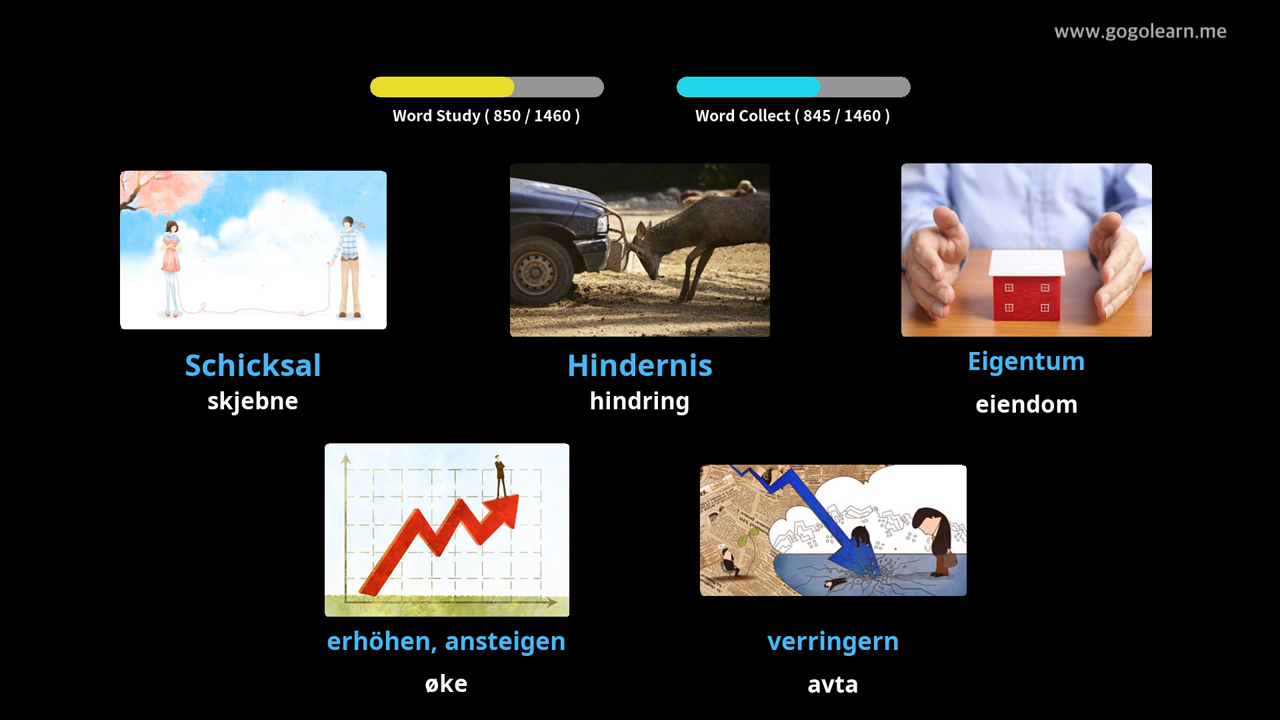 www.gogolearn.me
Word Study ( 850 / 1460 )
Word Collect ( 845 / 1460 )
Schicksal
skjebne
Hindernis
hindring
Eigentum
eiendom
erhöhen, ansteigen
øke
verringern
avta